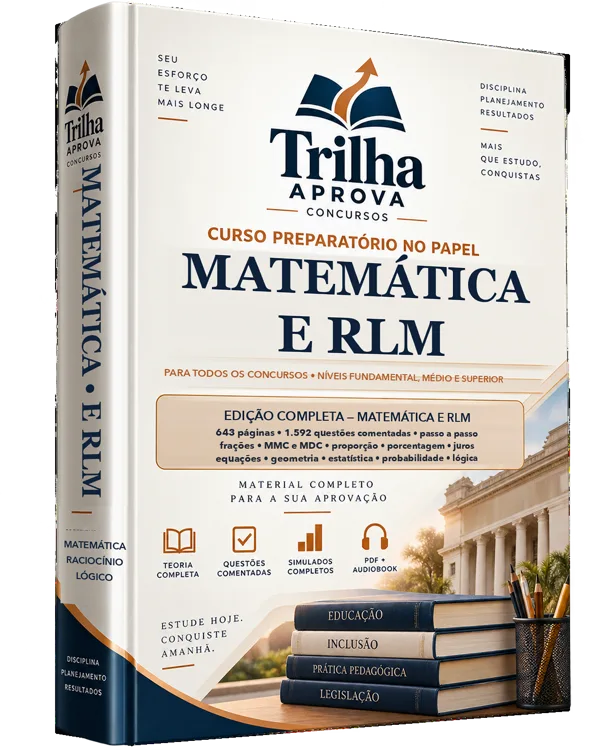 Trilha
APROVA
CONCURSOS
MATEMÁTICA • E RLM
MATEMÁTICA
RACIOCÍNIO
LÓGICO
DISCIPLINA
PLANEJAMENTO
RESULTADOS
SEU
ESFORÇO
TE LEVA
MAIS LONGE
DISCIPLINA
PLANEJAMENTO
RESULTADOS
MAIS
QUE ESTUDO,
CONQUISTAS
Trilha
APROVA
CONCURSOS
CURSO PREPARATÓRIO NO PAPEL
MATEMÁTICA
E RLM
PARA TODOS OS CONCURSOS • NÍVEIS FUNDAMENTAL, MÉDIO E SUPERIOR
EDIÇÃO COMPLETA – MATEMÁTICA E RLM
643 páginas • 1.592 questões comentadas • passo a passo
frações • MMC e MDC • proporção • porcentagem • juros
equações • geometria • estatística • probabilidade • lógica
MATERIAL COMPLETO
PARA A SUA APROVAÇÃO
TEORIA
COMPLETA
QUESTÕES
COMENTADAS
SIMULADOS
COMPLETOS
PDF +
AUDIOBOOK
ESTUDE HOJE.
CONQUISTE
AMANHÃ.
EDUCAÇÃO
INCLUSÃO
PRÁTICA PEDAGÓGICA
LEGISLAÇÃO